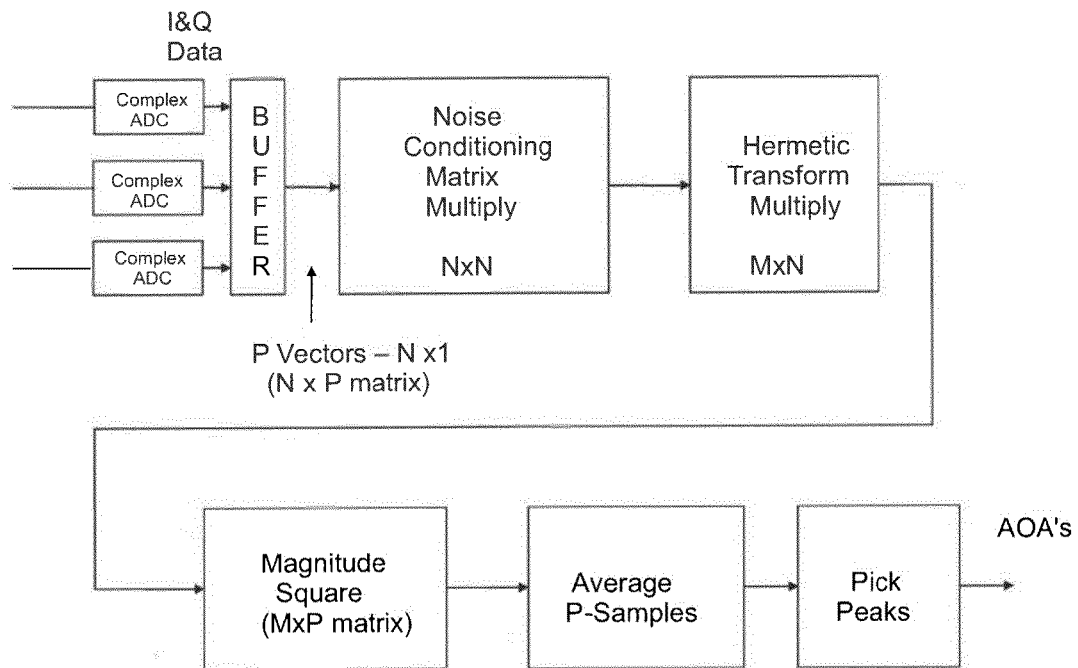 I&Q
Data
Complex
ADC
Complex
ADC
Complex
ADC
B
U
F
F
E
R
Noise
Conditioning
Matrix
Multiply
NxN
Hermetic
Transform
Multiply
MxN
P Vectors – N x1
(N x P matrix)
Magnitude
Square
(MxP matrix)
Average
P-Samples
Pick
Peaks
AOA's